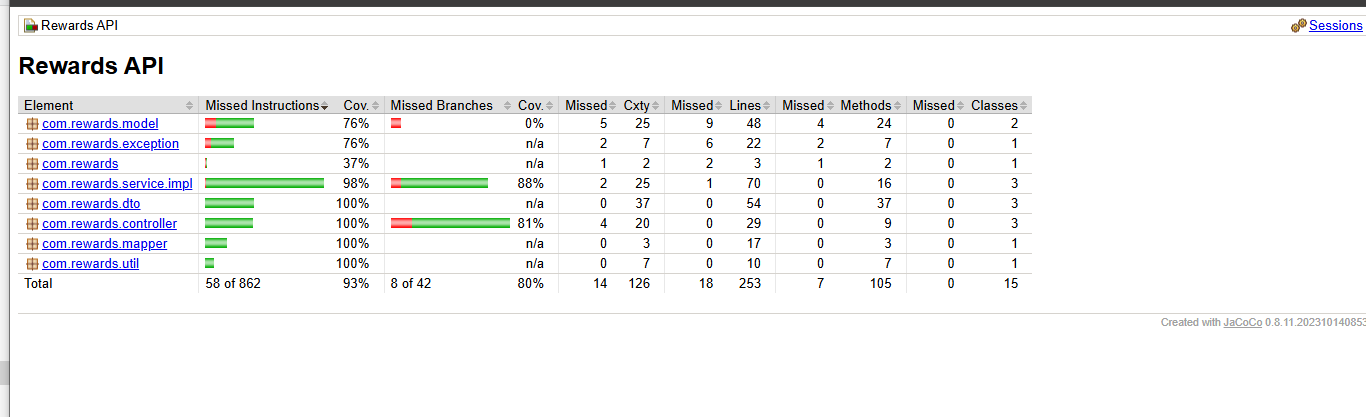 Rewards API Sessions
Rewards API
Element Missed Instructions Cov. Missed Branches Cov. Missed Cxty Missed Lines Missed Methods Missed Classes
com.rewards.model 76% 0% 5 25 9 48 4 24 0 2
com.rewards.exception 76% n/a 2 7 6 22 2 7 0 1
com.rewards 37% n/a 1 2 2 3 1 2 0 1
com.rewards.service.impl 98% 88% 2 25 1 70 0 16 0 3
com.rewards.dto 100% n/a 0 37 0 54 0 37 0 3
com.rewards.controller 100% 81% 4 20 0 29 0 9 0 3
com.rewards.mapper 100% n/a 0 3 0 17 0 3 0 1
com.rewards.util 100% n/a 0 7 0 10 0 7 0 1
Total 58 of 862 93% 8 of 42 80% 14 126 18 253 7 105 0 15
Created with JaCoCo 0.8.11.202310140853